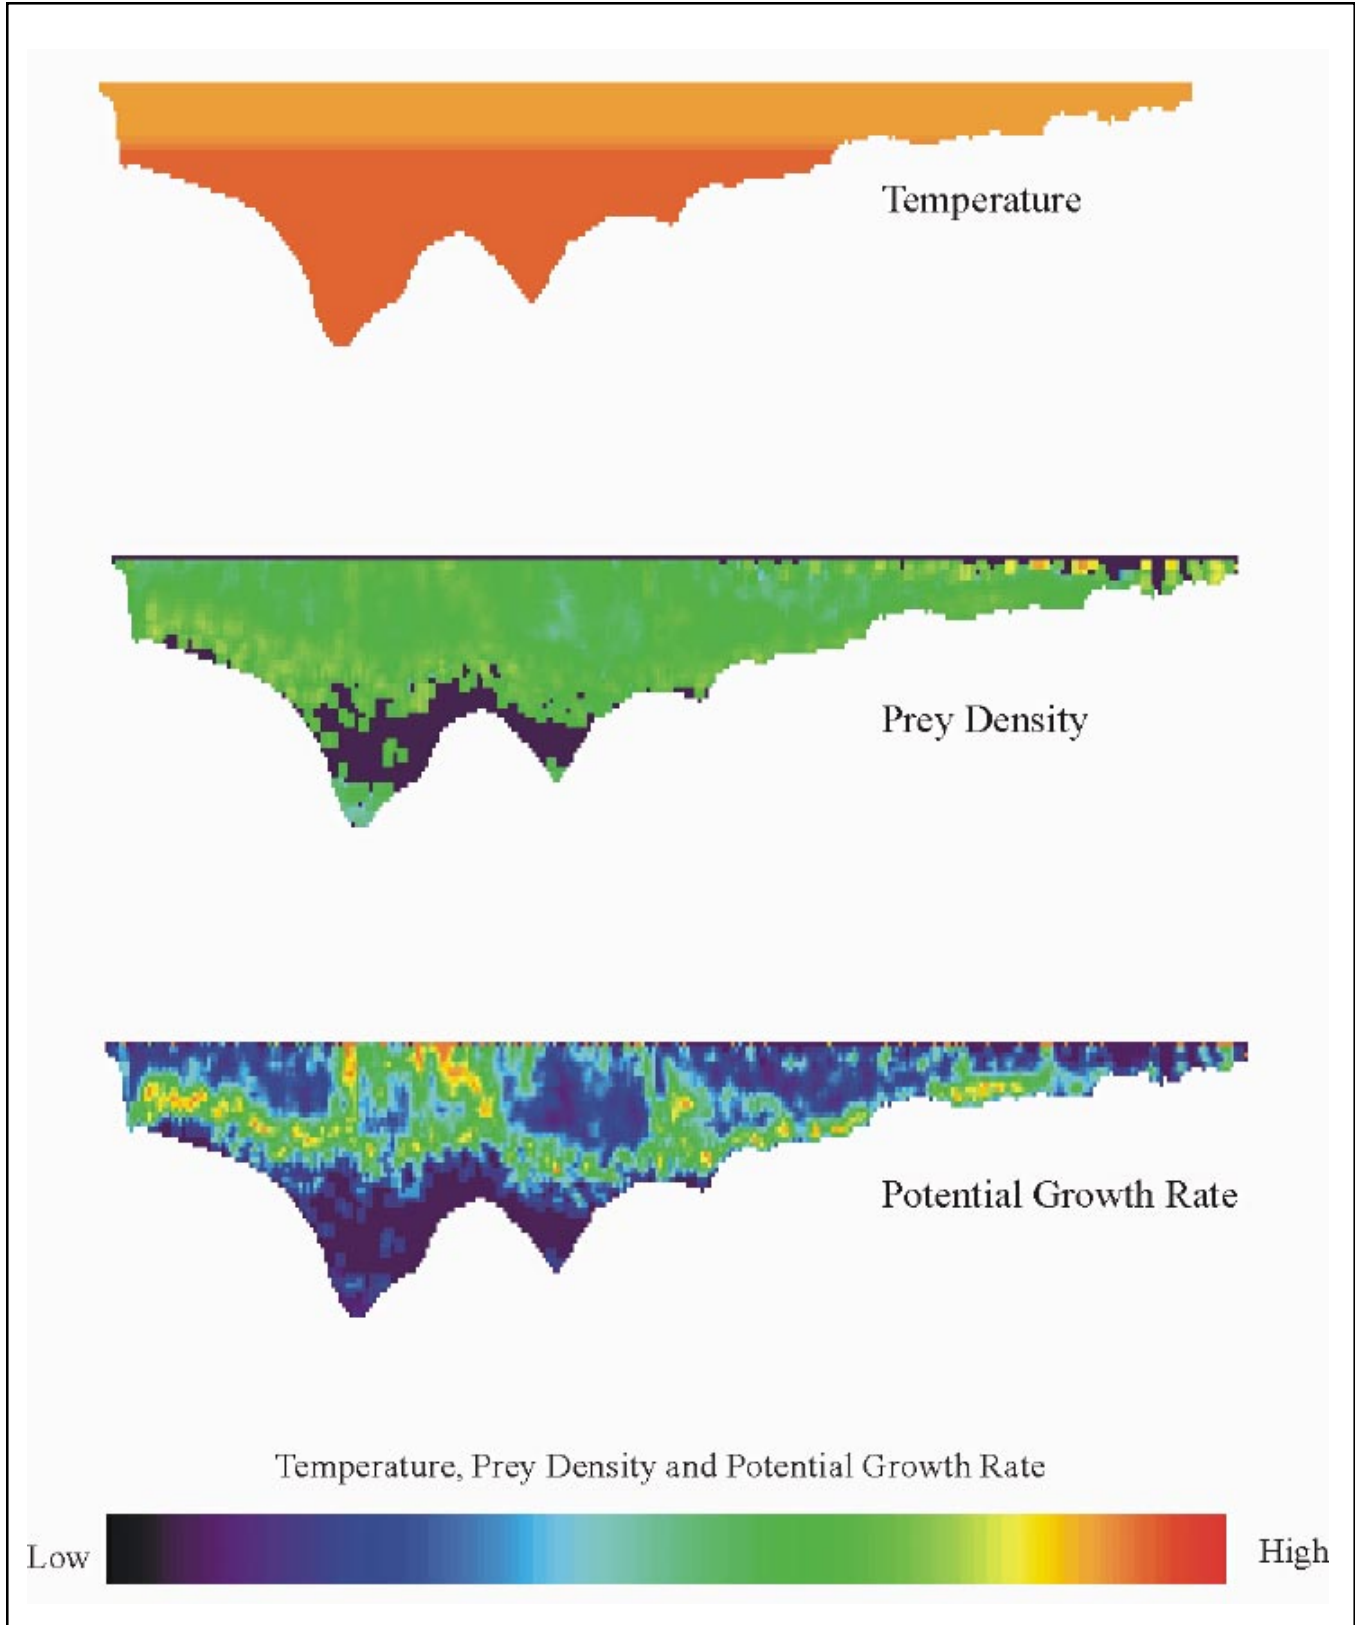 Temperature
Prey Density
Potential Growth Rate
Temperature, Prey Density and Potential Growth Rate
Low
High